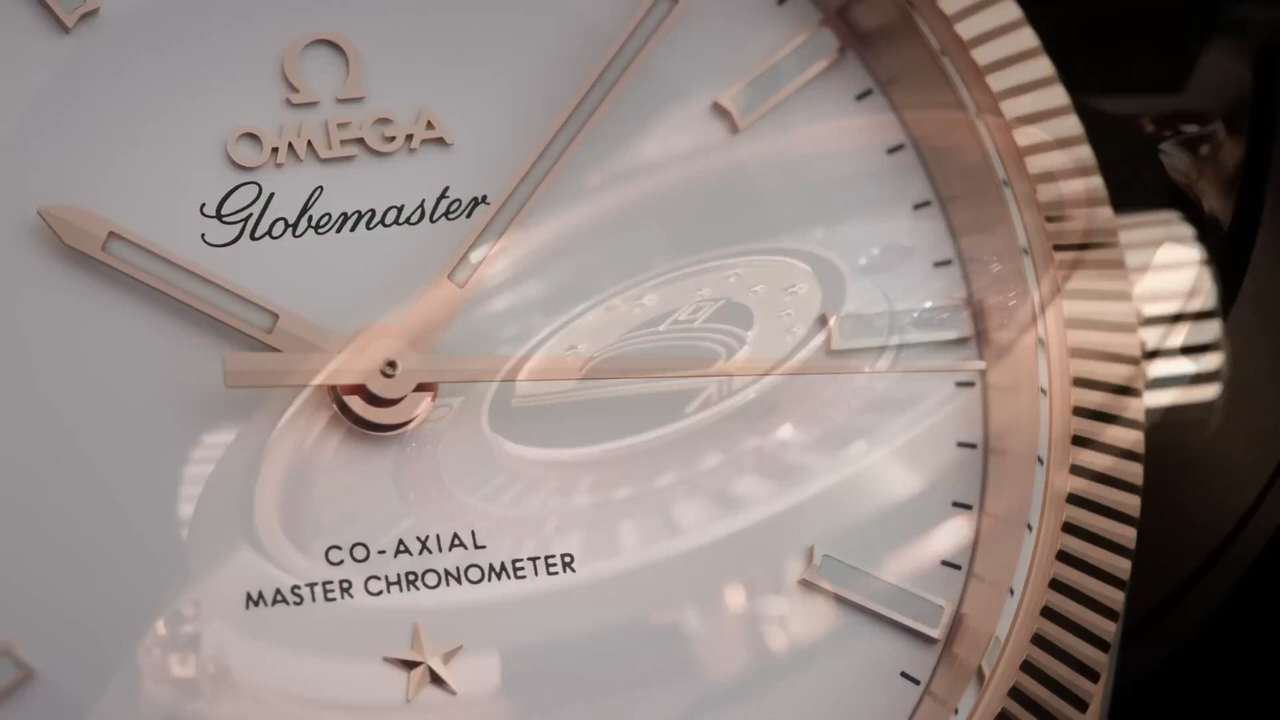 Ω
OMEGA
Globemaster
CO-AXIAL
MASTER CHRONOMETER